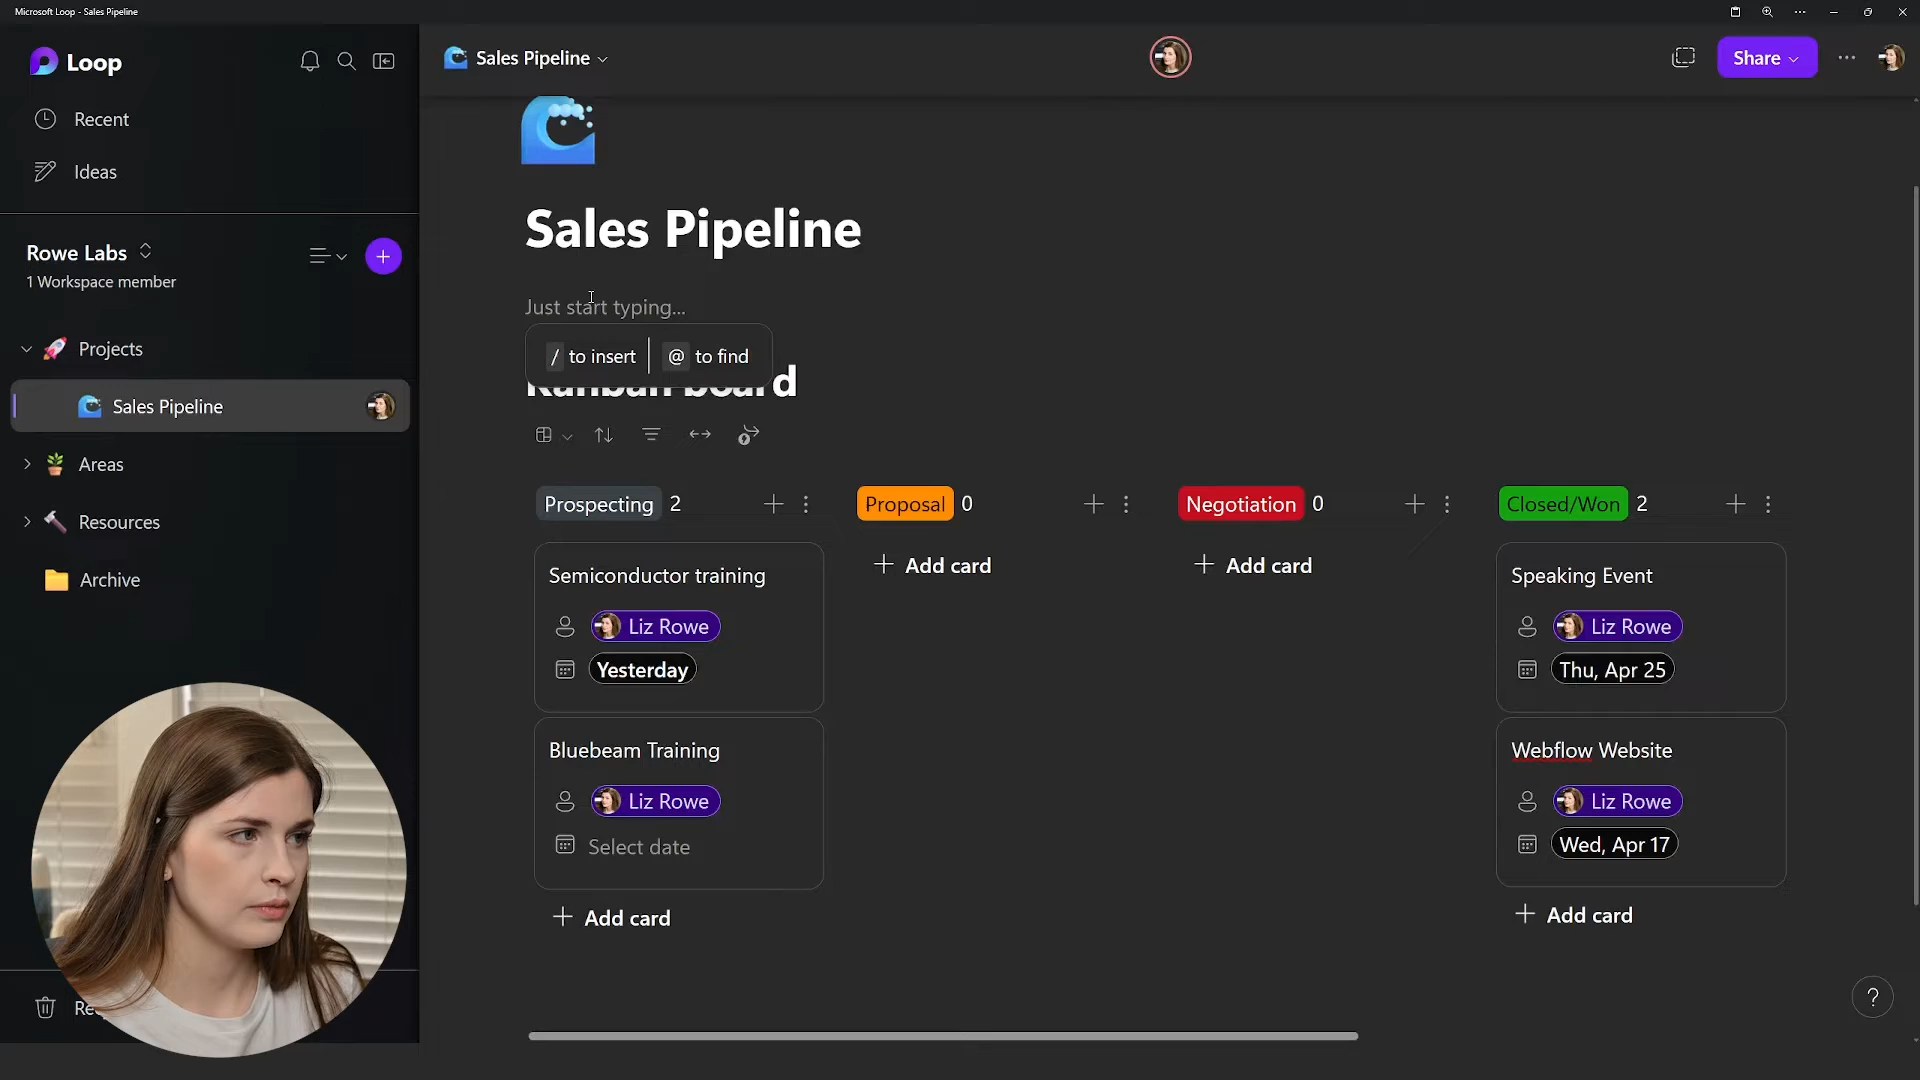 Microsoft Loop - Sales Pipeline
Loop
Recent
Ideas
Rowe Labs
1 Workspace member
Projects
Sales Pipeline
Areas
Resources
Archive
Sales Pipeline
Share
Sales Pipeline
Just start typing...
/ to insert @ to find
Kanban board
Prospecting 2
Semiconductor training
Liz Rowe
Yesterday
Bluebeam Training
Liz Rowe
Select date
Add card
Proposal 0
Add card
Negotiation 0
Add card
Closed/Won 2
Speaking Event
Liz Rowe
Thu, Apr 25
Webflow Website
Liz Rowe
Wed, Apr 17
Add card
?